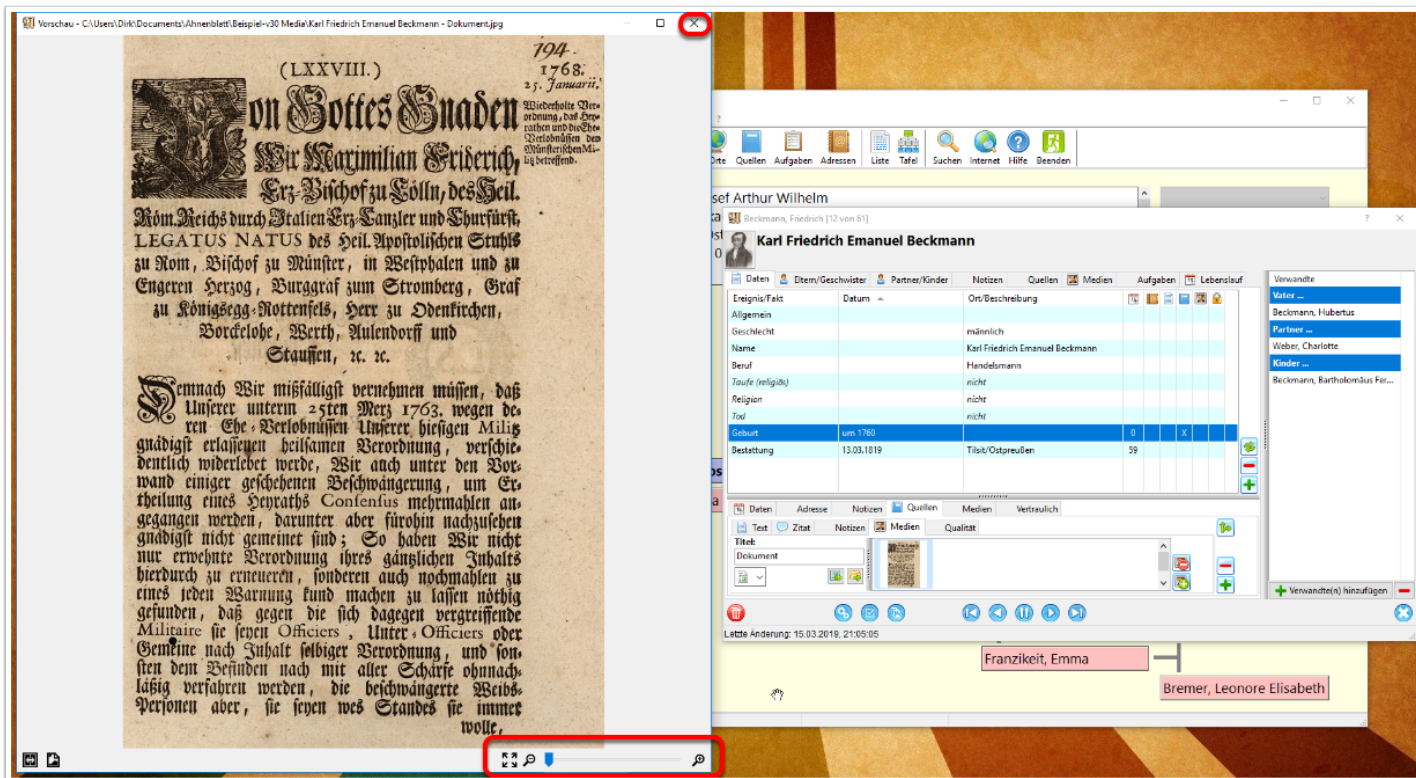 Vorschau - C:\Users\Dirk\Documents\Ahnenblatt\Beispiel-v30 Media\Karl Friedrich Emanuel Beckmann - Dokument.jpg
194.
(LXXVIII.)
1768.
25. Januarii.
Von Gottes Gnaden
Wir Maximilian Friderich,
Erz-Bischof zu Cölln, des Heil.
Röm. Reichs durch Italien Erz-Canzler und Churfürst,
LEGATUS NATUS des Heil. Apostolischen Stuhls
zu Rom, Bischof zu Münster, in Westphalen und zu
Engeren Herzog, Burggraf zum Stromberg, Graf
zu Königsegg-Rottenfels, Herr zu Odenkirchen,
Borckelohe, Werth, Aulendorff und
Stauffen, ꝛc. ꝛc.
Wiederholte Ver-
ordnung, das Hey-
rathen und die Ehe-
Verlobnüssen der
Münsterischen Mi-
litz betreffend.
Demnach Wir mißfälligst vernehmen müssen, daß
Unserer unterm 25ten Merz 1763. wegen de-
ren Ehe-Verlobnüssen Unserer hiesigen Militz
gnädigst erlassenen heilsamen Verordnung, verschie-
dentlich widerlebet werde, Wir auch unter den Vor-
wand einiger geschehenen Beschwängerung, um Er-
theilung eines Heyraths Consensus mehrmahlen an-
gegangen werden, darunter aber fürohin nachzusehen
gnädigst nicht gemeinet sind; So haben Wir nicht
nur erwehnte Verordnung ihres gäntzlichen Inhalts
hierdurch zu erneueren, sonderen auch nochmahlen zu
eines jeden Warnung kund machen zu lassen nöthig
gefunden, daß gegen die sich dagegen vergreiffende
Militaire sie seyen Officiers, Unter-Officiers oder
Gemeine nach Inhalt selbiger Verordnung, und son-
sten dem Befinden nach mit aller Schärfe ohnnach-
läßig verfahren werden, die beschwängerte Weibs-
Personen aber, sie seyen wes Standes sie immer
wolle,
?
Orte Quellen Aufgaben Adressen Liste Tafel Suchen Internet Hilfe Beenden
sef Arthur Wilhelm
Beckmann, Friedrich [12 von 61] ?
Karl Friedrich Emanuel Beckmann
Daten Eltern/Geschwister Partner/Kinder Notizen Quellen Medien Aufgaben Lebenslauf
Ereignis/Fakt Datum Ort/Beschreibung
Allgemein
Geschlecht männlich
Name Karl Friedrich Emanuel Beckmann
Beruf Handelsmann
Taufe (religiös) nicht
Religion nicht
Tod nicht
Geburt um 1760 0 X
Bestattung 13.03.1819 Tilsit/Ostpreußen 59
Verwandte
Vater ...
Beckmann, Hubertus
Partner ...
Weber, Charlotte
Kinder ...
Beckmann, Bartholomäus Fer...
Verwandte(n) hinzufügen
Daten Adresse Notizen Quellen Medien Vertraulich
Text Zitat Notizen Medien Qualität
Titel:
Dokument
Letzte Änderung: 15.03.2019, 21:05:05
Franzikeit, Emma
Bremer, Leonore Elisabeth